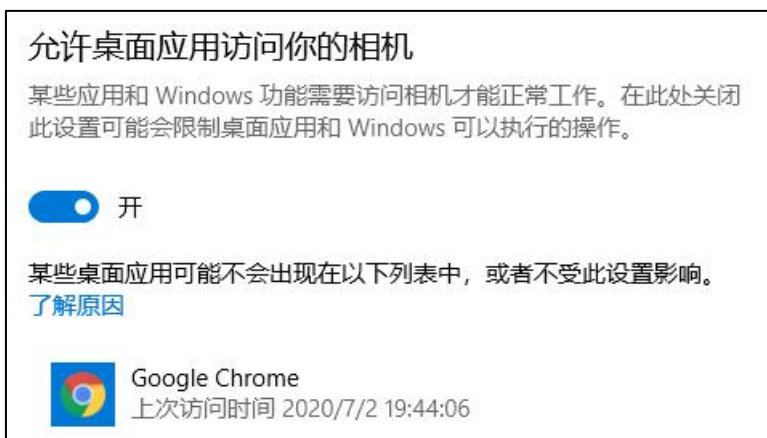 允许桌面应用访问你的相机
某些应用和 Windows 功能需要访问相机才能正常工作。在此处关闭
此设置可能会限制桌面应用和 Windows 可以执行的操作。
开
某些桌面应用可能不会出现在以下列表中，或者不受此设置影响。
了解原因
Google Chrome
上次访问时间 2020/7/2 19:44:06